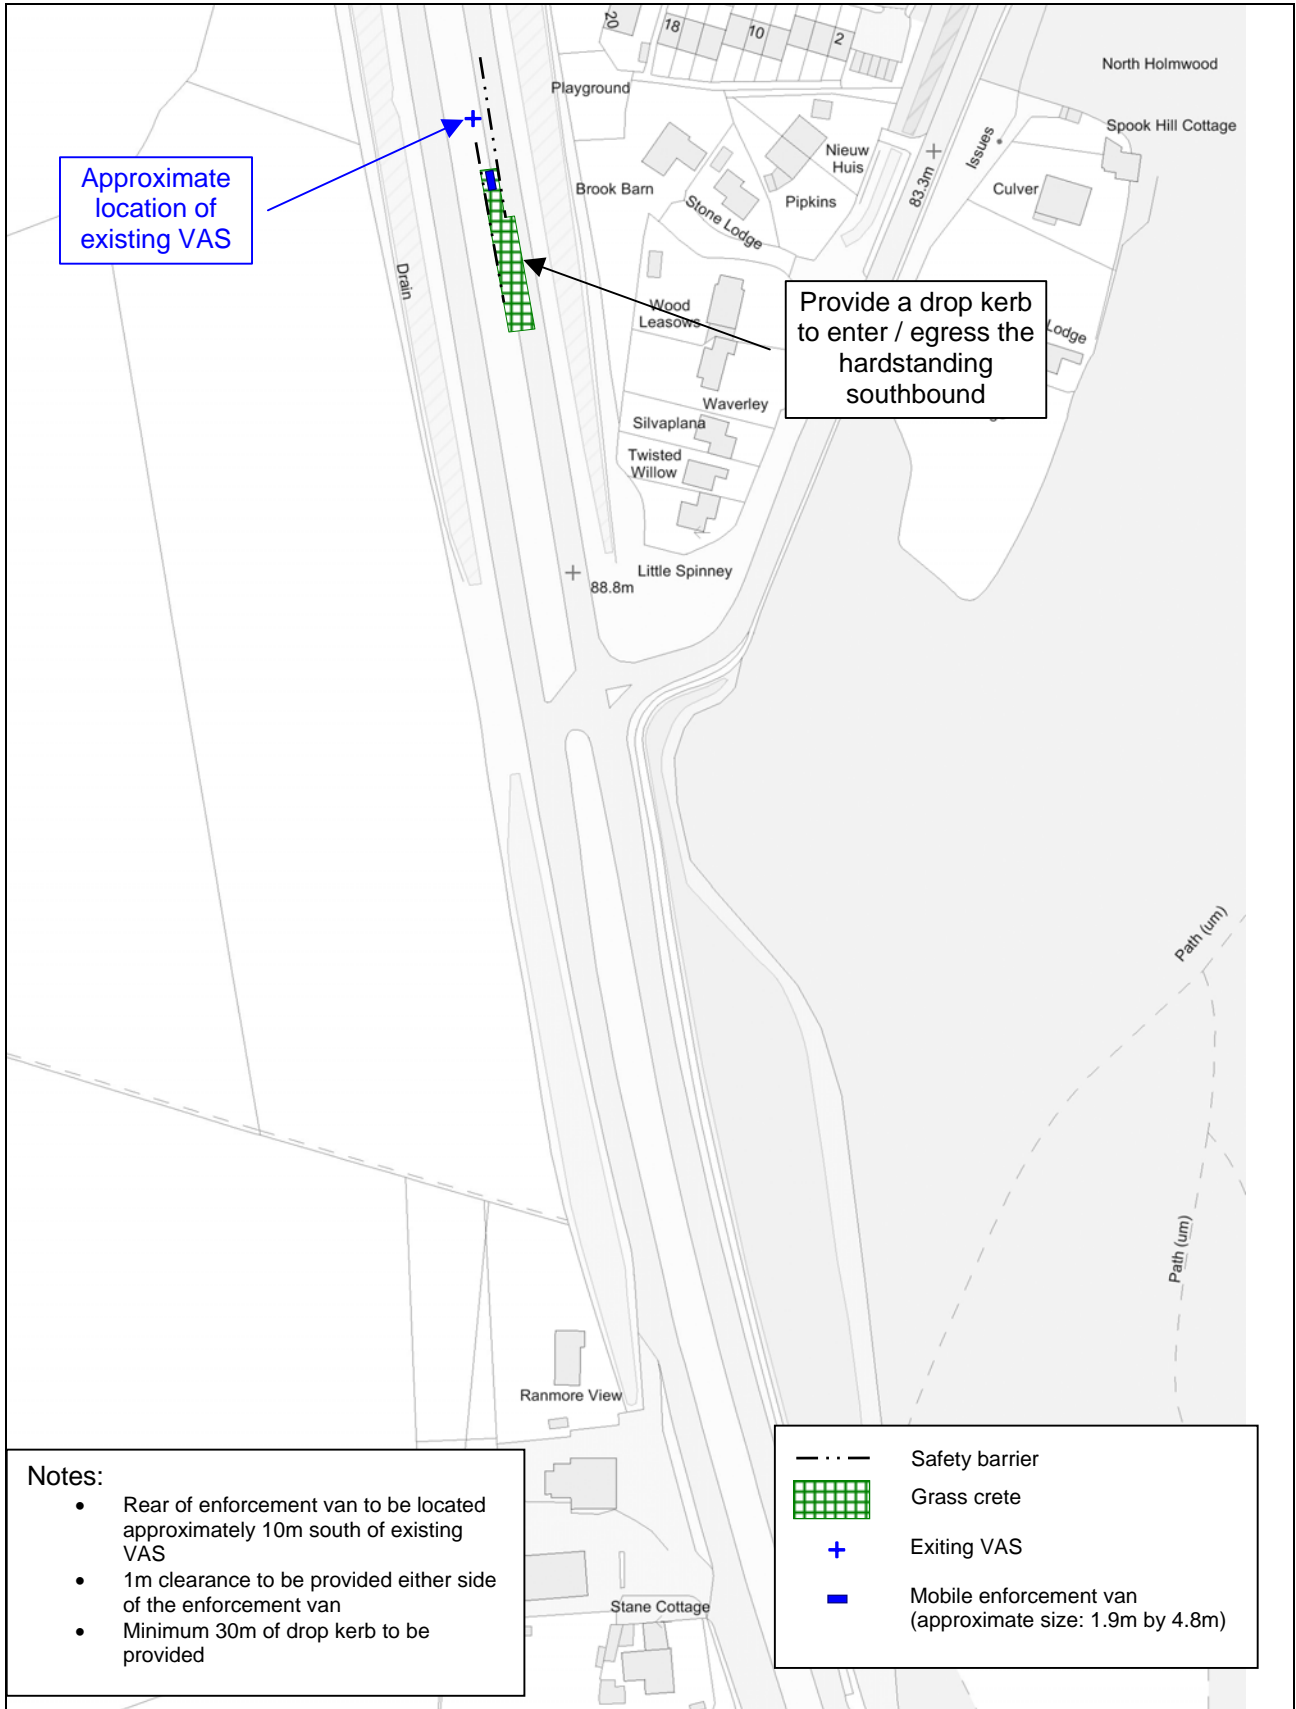 20
18
10
2
North Holmwood
Playground
Spook Hill Cottage
Issues
Nieuw
Huis
Approximate
location of
existing VAS
Brook Barn
Pipkins
83.3m
Culver
Stone Lodge
Drain
Provide a drop kerb
to enter / egress the
hardstanding
southbound
Wood
Leasows
Lodge
Waverley
Silvaplana
Twisted
Willow
Little Spinney
88.8m
Path (um)
Path (um)
Ranmore View
Stane Cottage
Notes:
• Rear of enforcement van to be located
approximately 10m south of existing
VAS
• 1m clearance to be provided either side
of the enforcement van
• Minimum 30m of drop kerb to be
provided
Safety barrier
Grass crete
Exiting VAS
Mobile enforcement van
(approximate size: 1.9m by 4.8m)